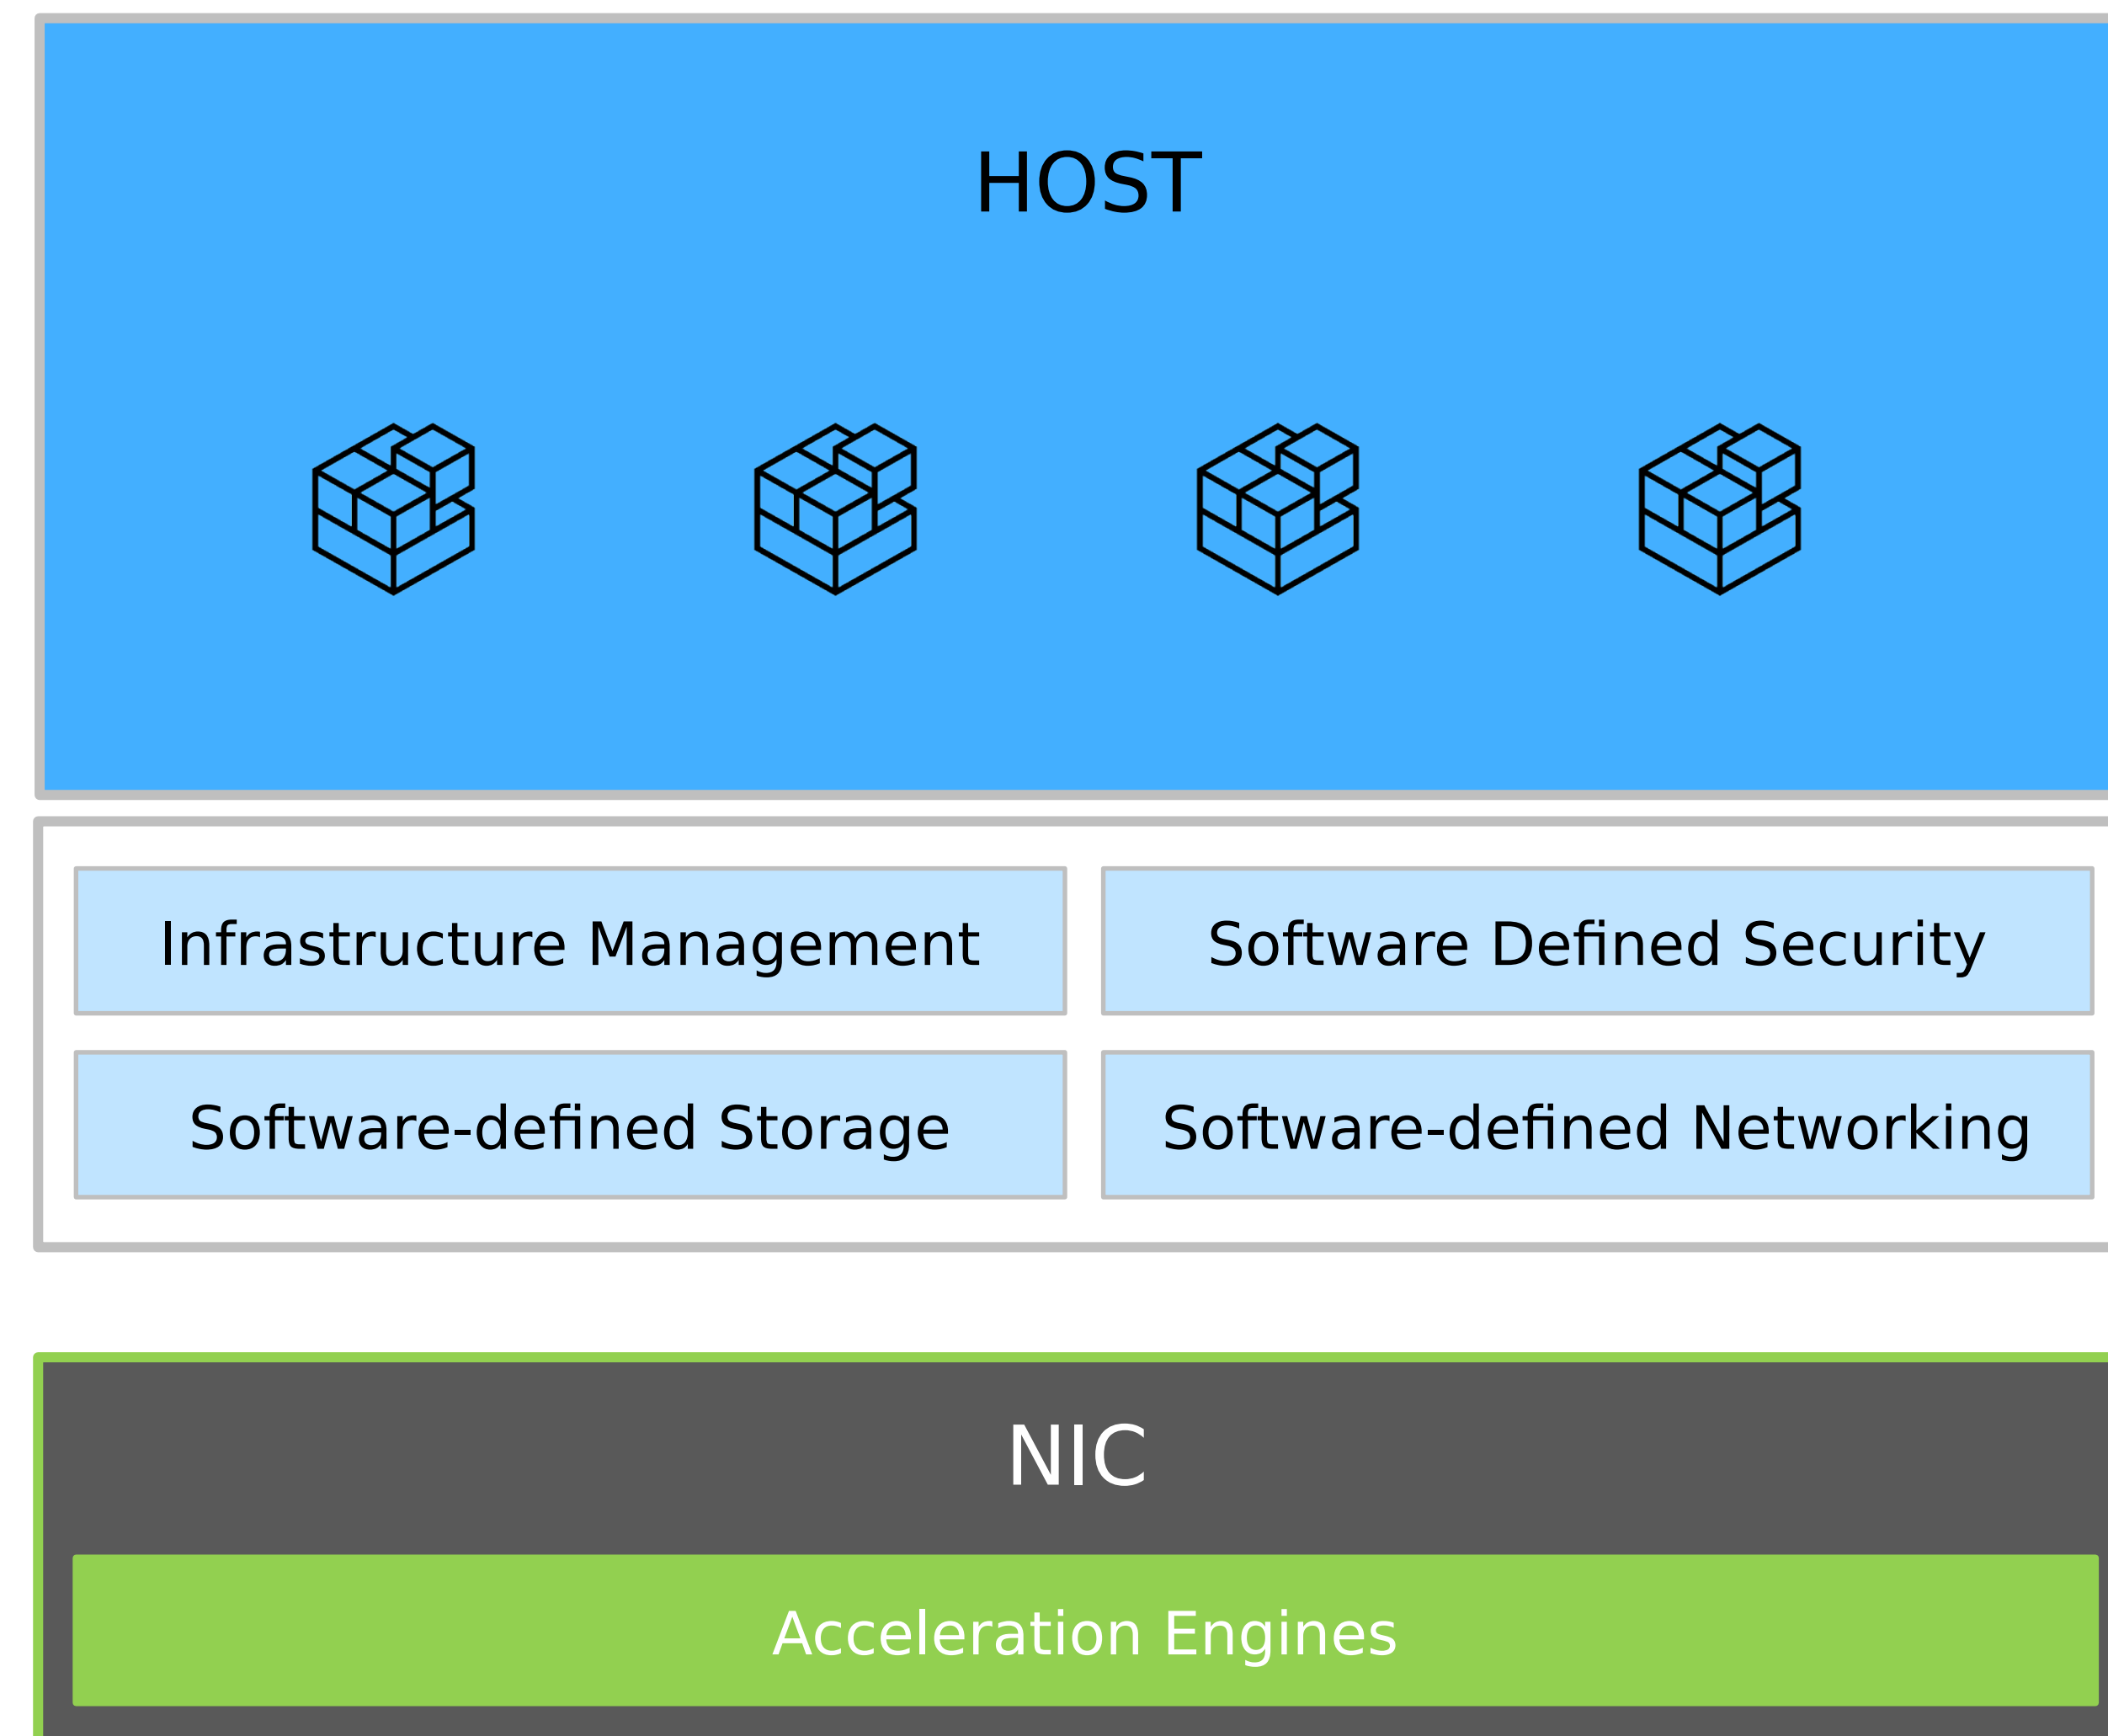 HOST
Infrastructure Management
Software Defined Security
Software-defined Storage
Software-defined Networking
NIC
Acceleration Engines